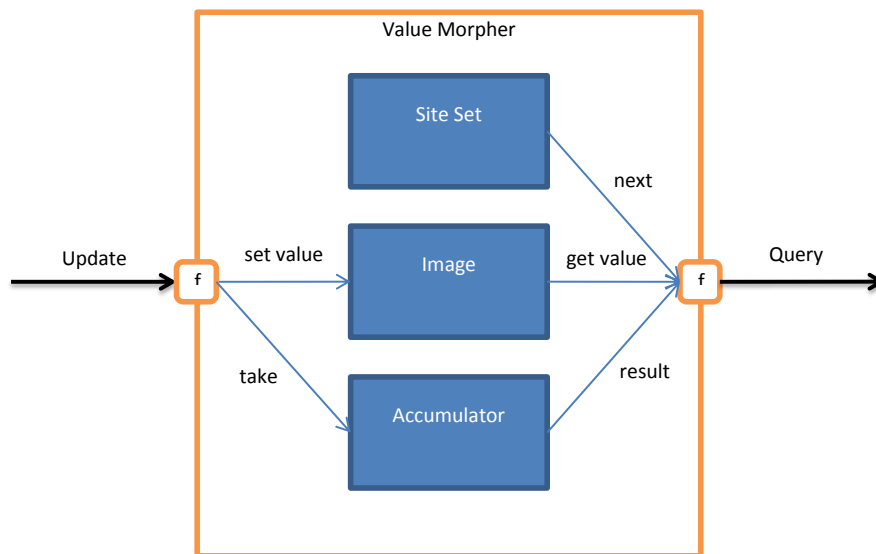 Value Morpher
Site Set
next
Update
f
set value
Image
get value
f
Query
take
Accumulator
result